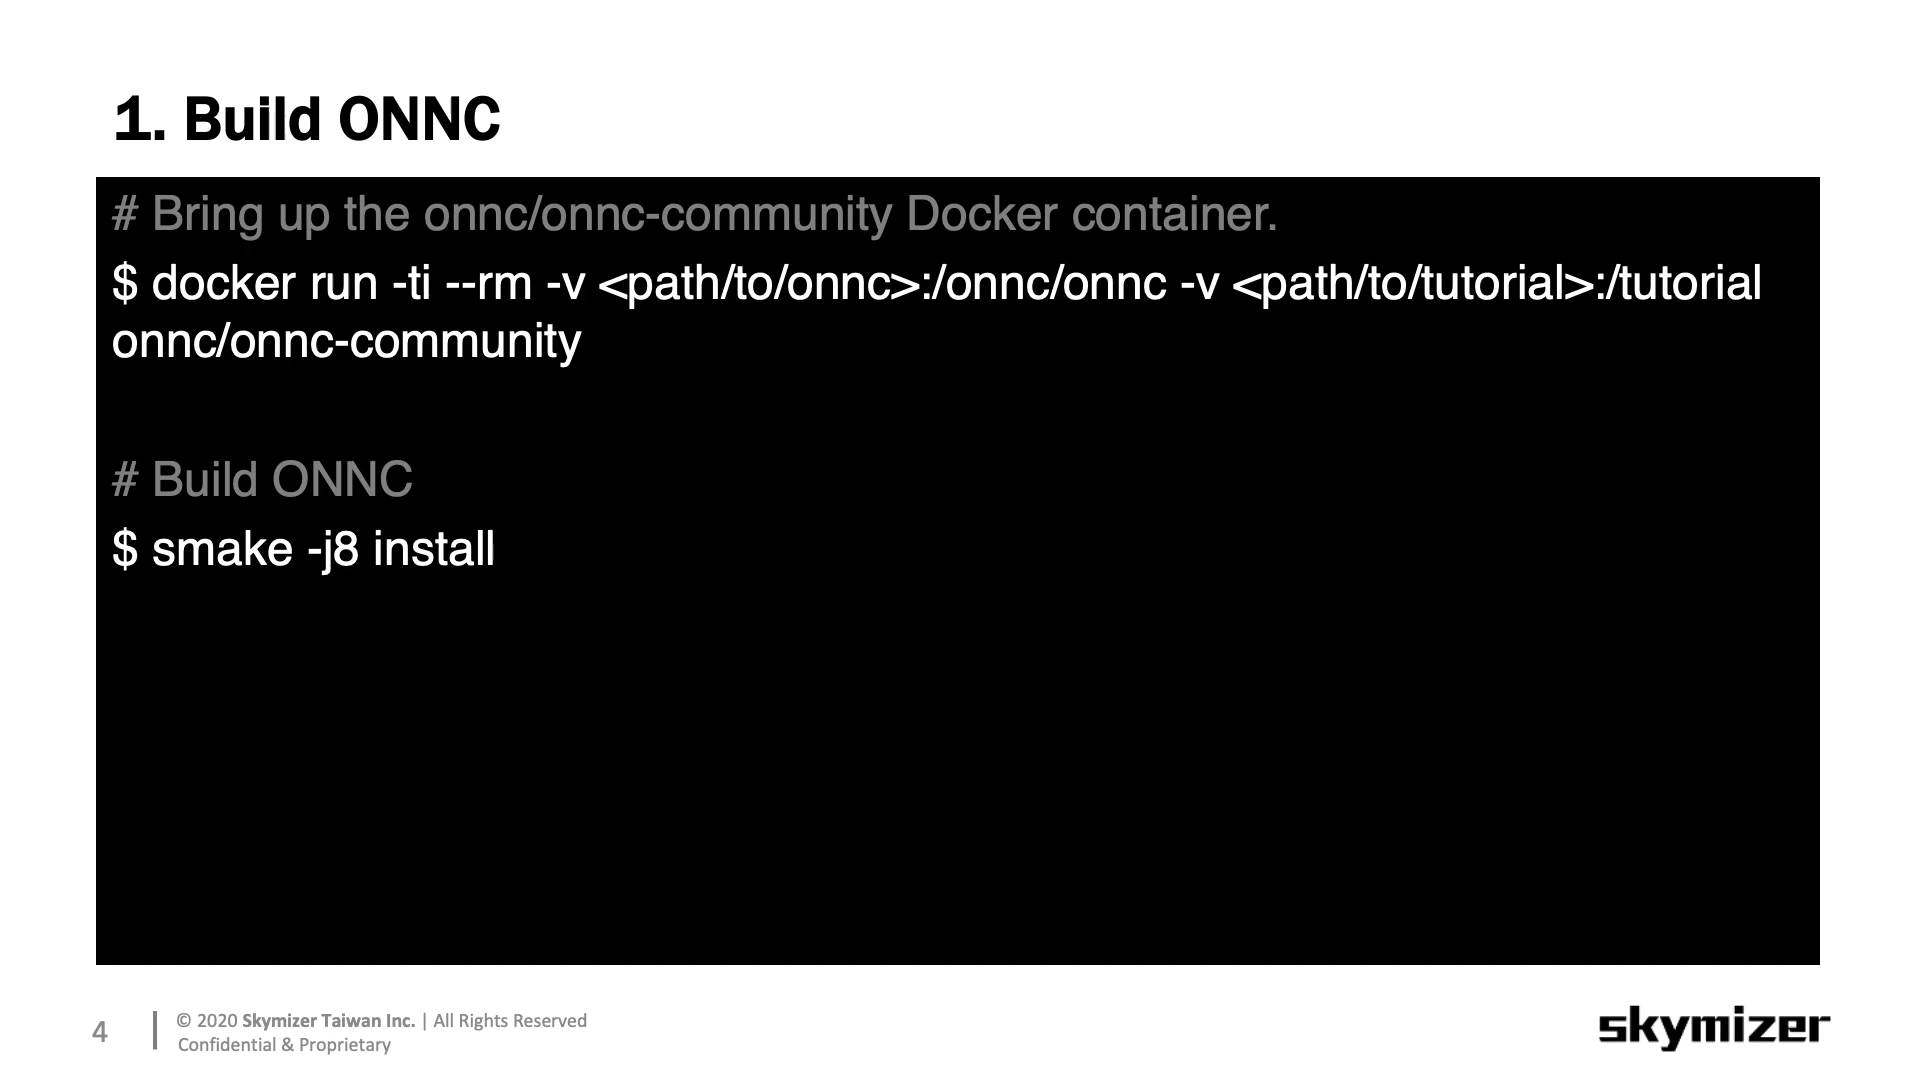 1. Build ONNC
# Bring up the onnc/onnc-community Docker container.
$ docker run -ti --rm -v <path/to/onnc>:/onnc/onnc -v <path/to/tutorial>:/tutorial
onnc/onnc-community
# Build ONNC
$ smake -j8 install
4
© 2020 Skymizer Taiwan Inc. | All Rights Reserved
Confidential & Proprietary
skymizer